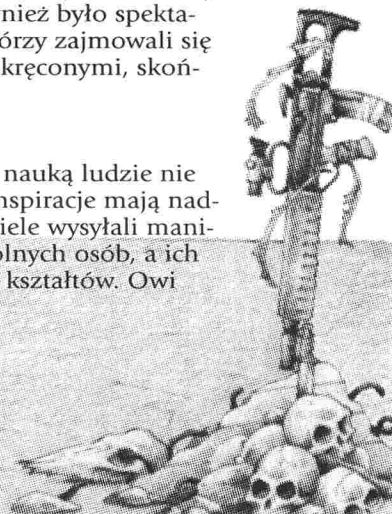 nież było spekta-
órzy zajmowali się
kręconymi, skoń-
nauką ludzie nie
nspiracje mają nad-
iele wysyłali mani-
olnych osób, a ich
kształtów. Owi